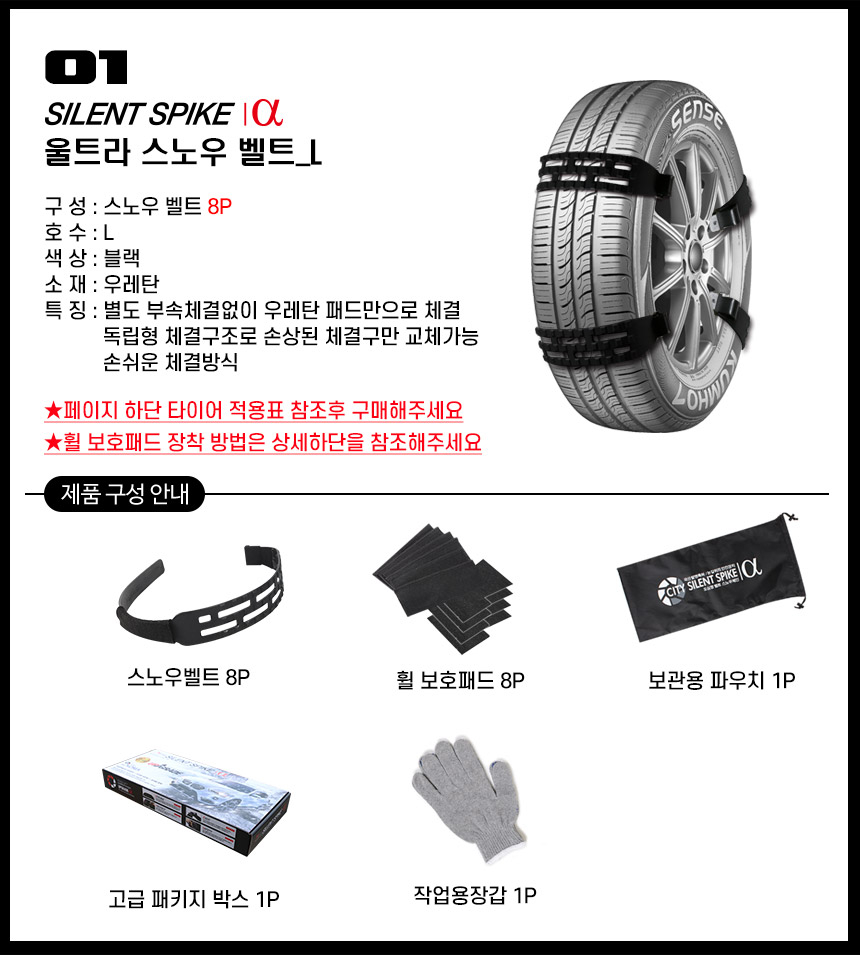 01
SILENT SPIKE | α
울트라 스노우 벨트_L
구 성 : 스노우 벨트 8P
호 수 : L
색 상 : 블랙
소 재 : 우레탄
특 징 : 별도 부속체결없이 우레탄 패드만으로 체결
독립형 체결구조로 손상된 체결구만 교체가능
손쉬운 체결방식
★페이지 하단 타이어 적용표 참조후 구매해주세요
★휠 보호패드 장착 방법은 상세하단을 참조해주세요
SENSE
KUMHO
제품 구성 안내
CITY SILENT SPIKE | α
스노우벨트 8P
휠 보호패드 8P
보관용 파우치 1P
SILENT SPIKE
고급 패키지 박스 1P
작업용장갑 1P